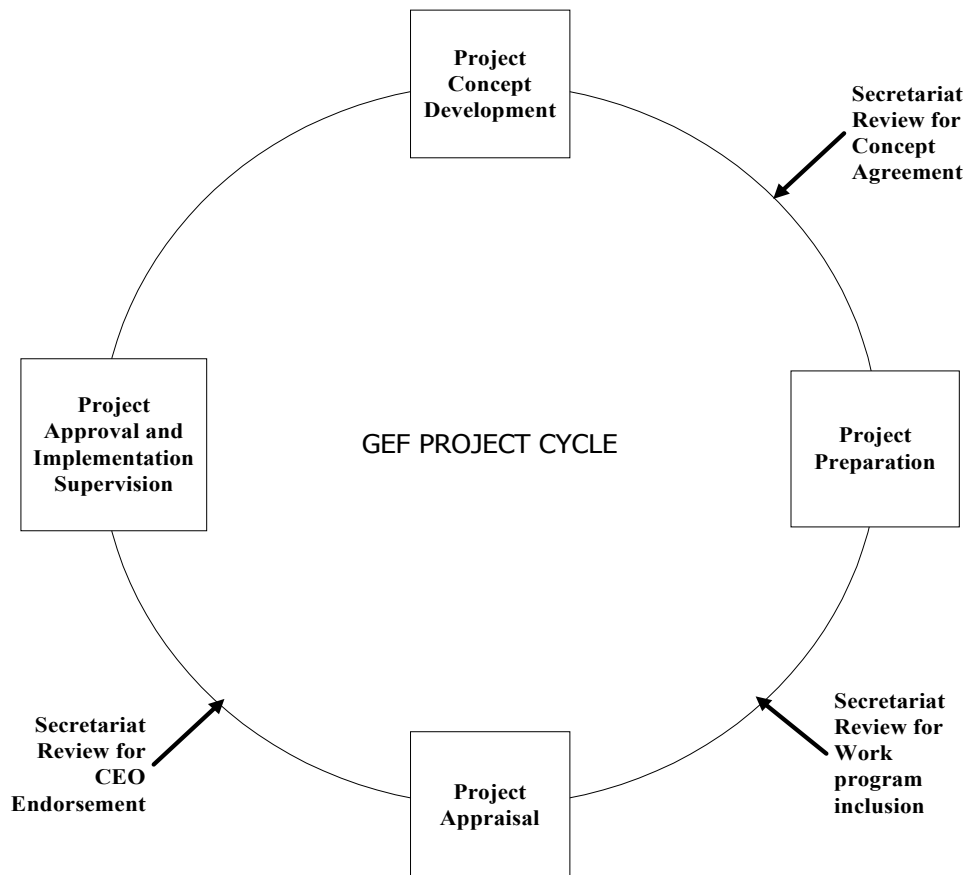 Project
Concept
Development
Secretariat
Review for
Concept
Agreement
Project
Approval and
Implementation
Supervision
GEF PROJECT CYCLE
Project
Preparation
Secretariat
Review for
CEO
Endorsement
Project
Appraisal
Secretariat
Review for
Work
program
inclusion